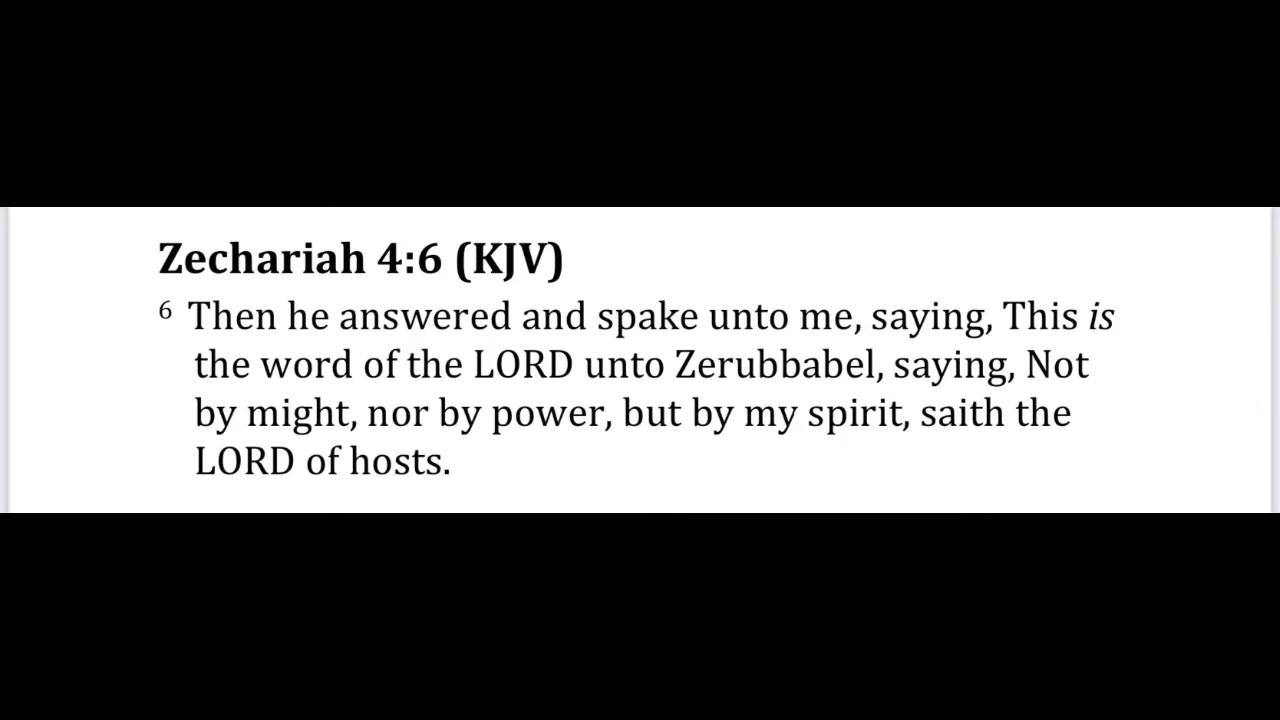 Zechariah 4:6 (KJV)
6 Then he answered and spake unto me, saying, This is
the word of the LORD unto Zerubbabel, saying, Not
by might, nor by power, but by my spirit, saith the
LORD of hosts.